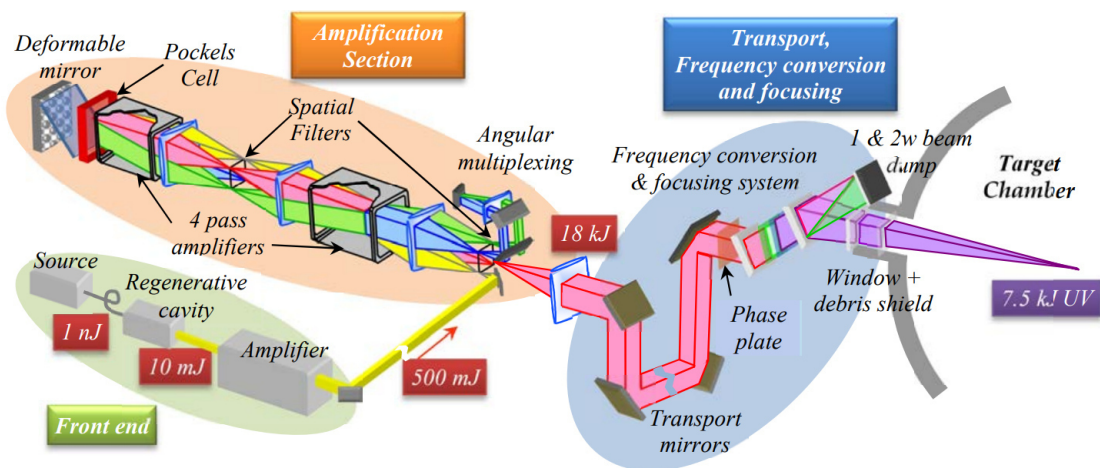 Amplification
Section
Transport,
Frequency conversion
and focusing
Deformable
mirror
Pockels
Cell
Spatial
Filters
Angular
multiplexing
4 pass
amplifiers
18 kJ
Frequency conversion
& focusing system
1 & 2w beam
dump
Target
Chamber
Window +
debris shield
7.5 kJ UV
Phase
plate
Transport
mirrors
Source
1 nJ
Regenerative
cavity
10 mJ
Amplifier
500 mJ
Front end